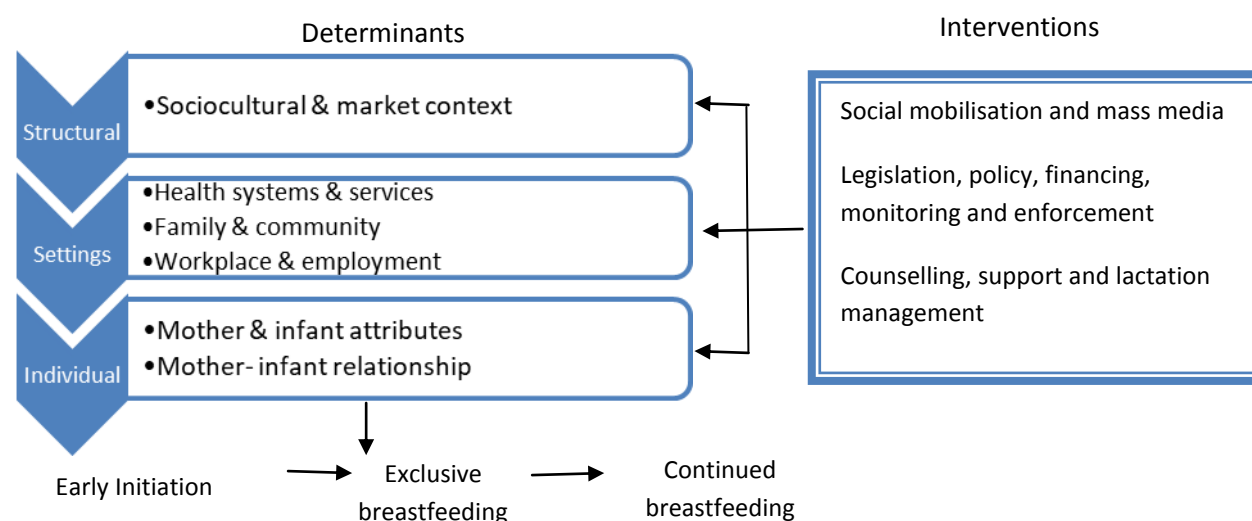 Determinants
Interventions
Structural
•Sociocultural & market context
Settings
•Health systems & services
•Family & community
•Workplace & employment
Individual
•Mother & infant attributes
•Mother- infant relationship
Social mobilisation and mass media
Legislation, policy, financing,
monitoring and enforcement
Counselling, support and lactation
management
Early Initiation
Exclusive
breastfeeding
Continued
breastfeeding